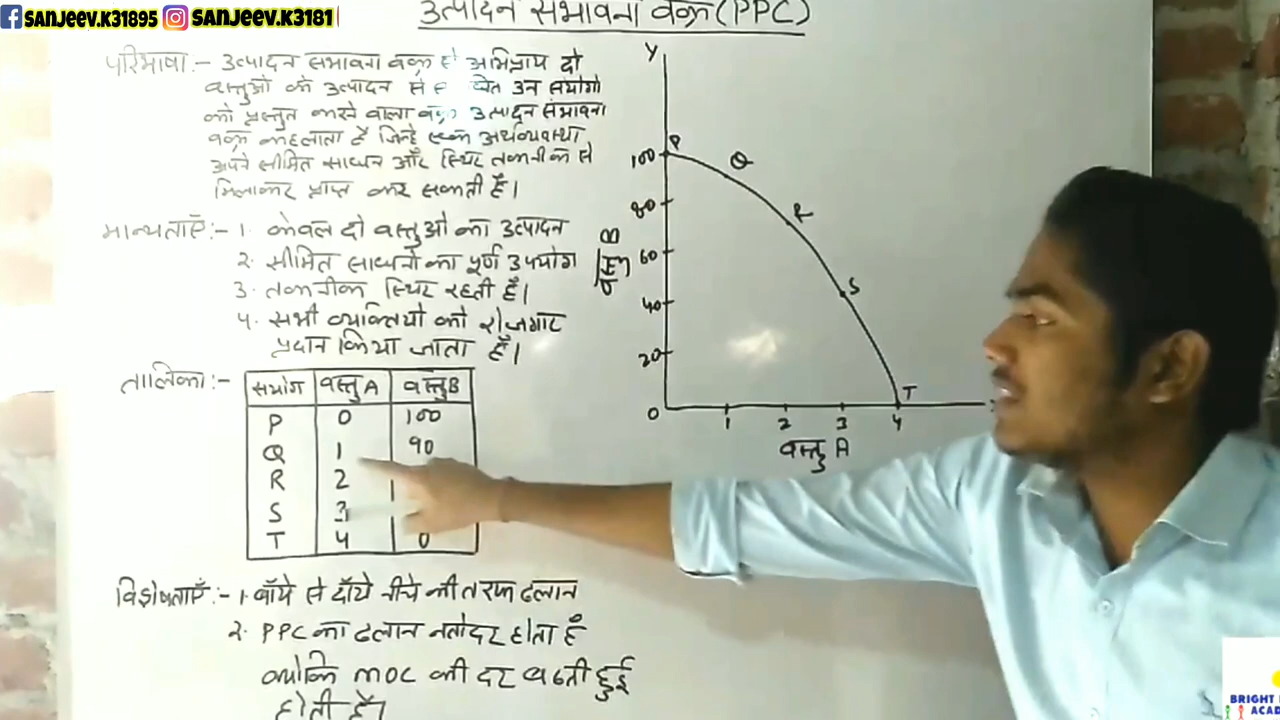 SANJEEV.K31895 SANJEEV.K3181
उत्पादन संभावना वक्र (PPC)
परिभाषा:- उत्पादन संभावना वक्र से अभिप्राय दो
वस्तुओं के उत्पादन से उन संयोगो
को प्रस्तुत करने वाला वक्र उत्पादन संभावना
वक्र कहलाता है जिन्हे एक अर्थव्यवस्था
अपने सीमित साधन और स्थिर तकनीक से
मिलाकर प्राप्त कर सकती है।
मान्यताएँ:- 1. केवल दो वस्तुओ का उत्पादन
2. सीमित साधनो का पूर्ण उपयोग
3. तकनीक स्थिर रहती है।
4. सभी व्यक्तियो को रोजगार
प्रदान किया जाता है।
तालिका:-
संयोग वस्तु A वस्तु B
P 0 100
Q 1 90
R 2
S 3
T 4 0
विशेषताएँ:- 1. बाँये से दाँये नीचे की तरफ ढलान
2. PPC का ढलान नतोदर होता है
क्योकि MOC की दर बढती हुई
होती है।
Y
P
100
Q
80
R
60
वस्तु B
S
40
20
T
0
1 2 3 4
वस्तु A
BRIGHT
ACA